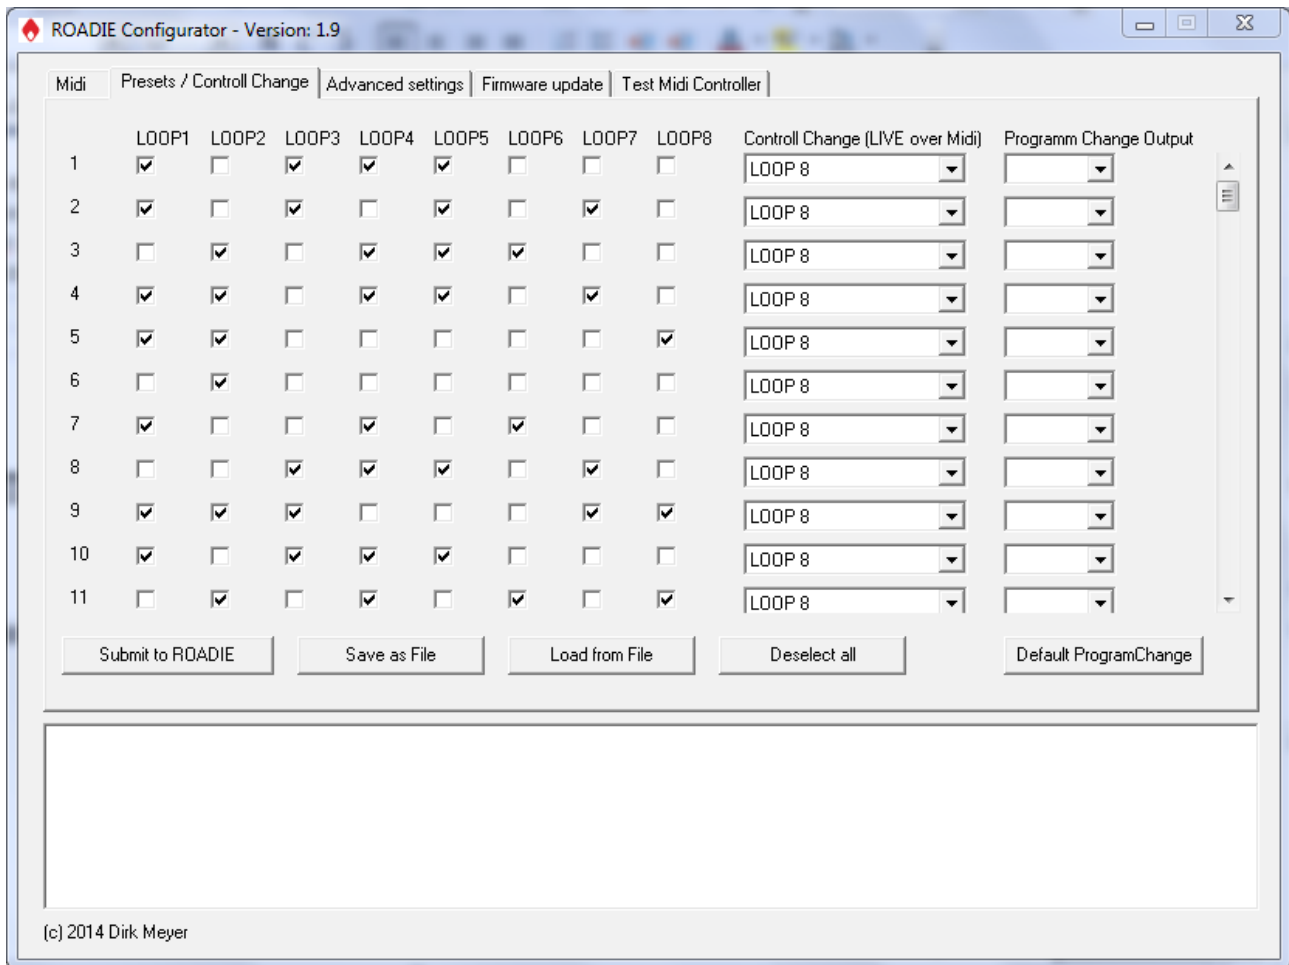 ROADIE Configurator - Version: 1.9
Midi Presets / Controll Change Advanced settings Firmware update Test Midi Controller
LOOP1 LOOP2 LOOP3 LOOP4 LOOP5 LOOP6 LOOP7 LOOP8 Controll Change (LIVE over Midi) Programm Change Output
1 LOOP 8
2 LOOP 8
3 LOOP 8
4 LOOP 8
5 LOOP 8
6 LOOP 8
7 LOOP 8
8 LOOP 8
9 LOOP 8
10 LOOP 8
11 LOOP 8
Submit to ROADIE Save as File Load from File Deselect all Default ProgramChange
(c) 2014 Dirk Meyer